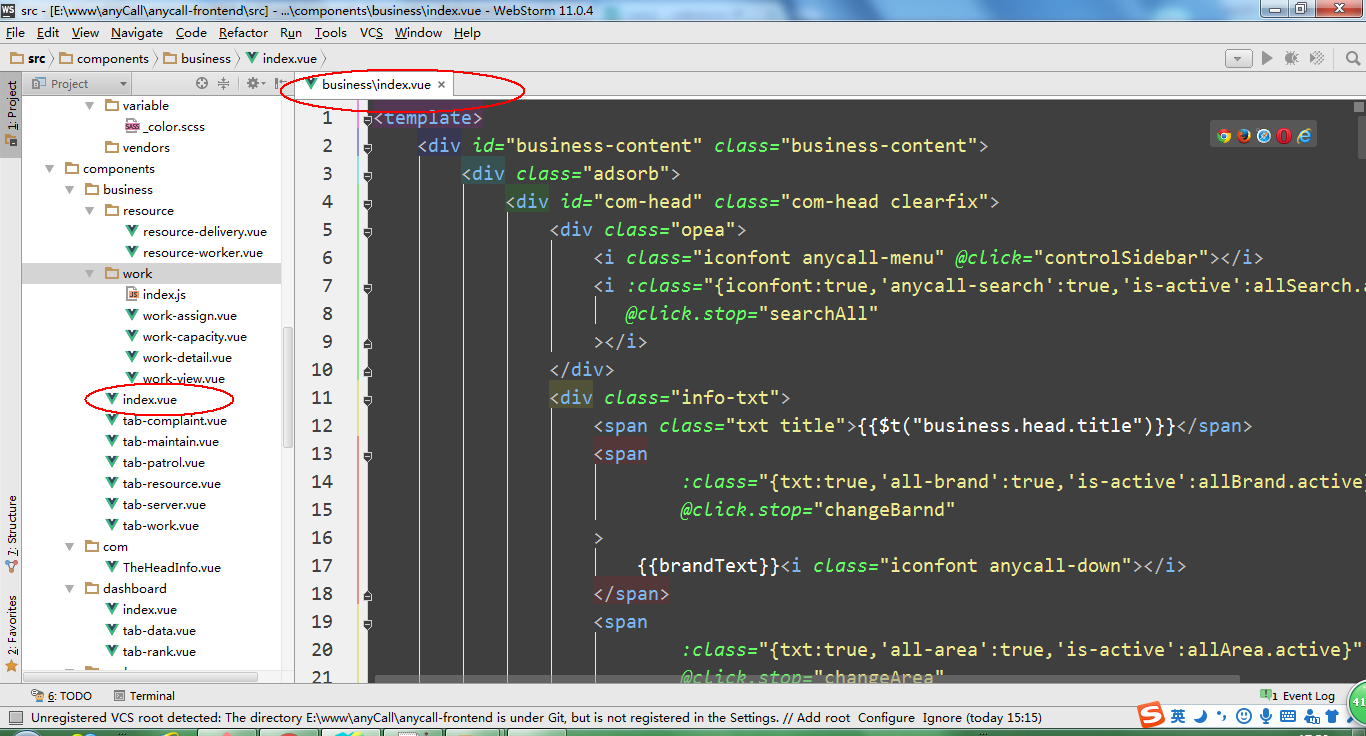 WS src - [E:\www\anyCall\anycall-frontend\src] - ...\components\business\index.vue - WebStorm 11.0.4
File Edit View Navigate Code Refactor Run Tools VCS Window Help
src components business index.vue
Project
business\index.vue
1: Project
7: Structure
2: Favorites
variable
SASS _color.scss
vendors
components
business
resource
resource-delivery.vue
resource-worker.vue
work
JS index.js
work-assign.vue
work-capacity.vue
work-detail.vue
work-view.vue
index.vue
tab-complaint.vue
tab-maintain.vue
tab-patrol.vue
tab-resource.vue
tab-server.vue
tab-work.vue
com
TheHeadInfo.vue
dashboard
index.vue
tab-data.vue
tab-rank.vue
1 <template>
2 <div id="business-content" class="business-content">
3 <div class="adsorb">
4 <div id="com-head" class="com-head clearfix">
5 <div class="opea">
6 <i class="iconfont anycall-menu" @click="controlSidebar"></i>
7 <i :class="{iconfont:true,'anycall-search':true,'is-active':allSearch.a
8 @click.stop="searchAll"
9 ></i>
10 </div>
11 <div class="info-txt">
12 <span class="txt title">{{$t("business.head.title")}}</span>
13 <span
14 :class="{txt:true,'all-brand':true,'is-active':allBrand.active}
15 @click.stop="changeBarnd"
16 >
17 {{brandText}}<i class="iconfont anycall-down"></i>
18 </span>
19 <span
20 :class="{txt:true,'all-area':true,'is-active':allArea.active}"
21 @click.stop="changeArea"
6: TODO Terminal 1 Event Log
Unregistered VCS root detected: The directory E:\www\anyCall\anycall-frontend is under Git, but is not registered in the Settings. // Add root Configure Ignore (today 15:15)
英
41